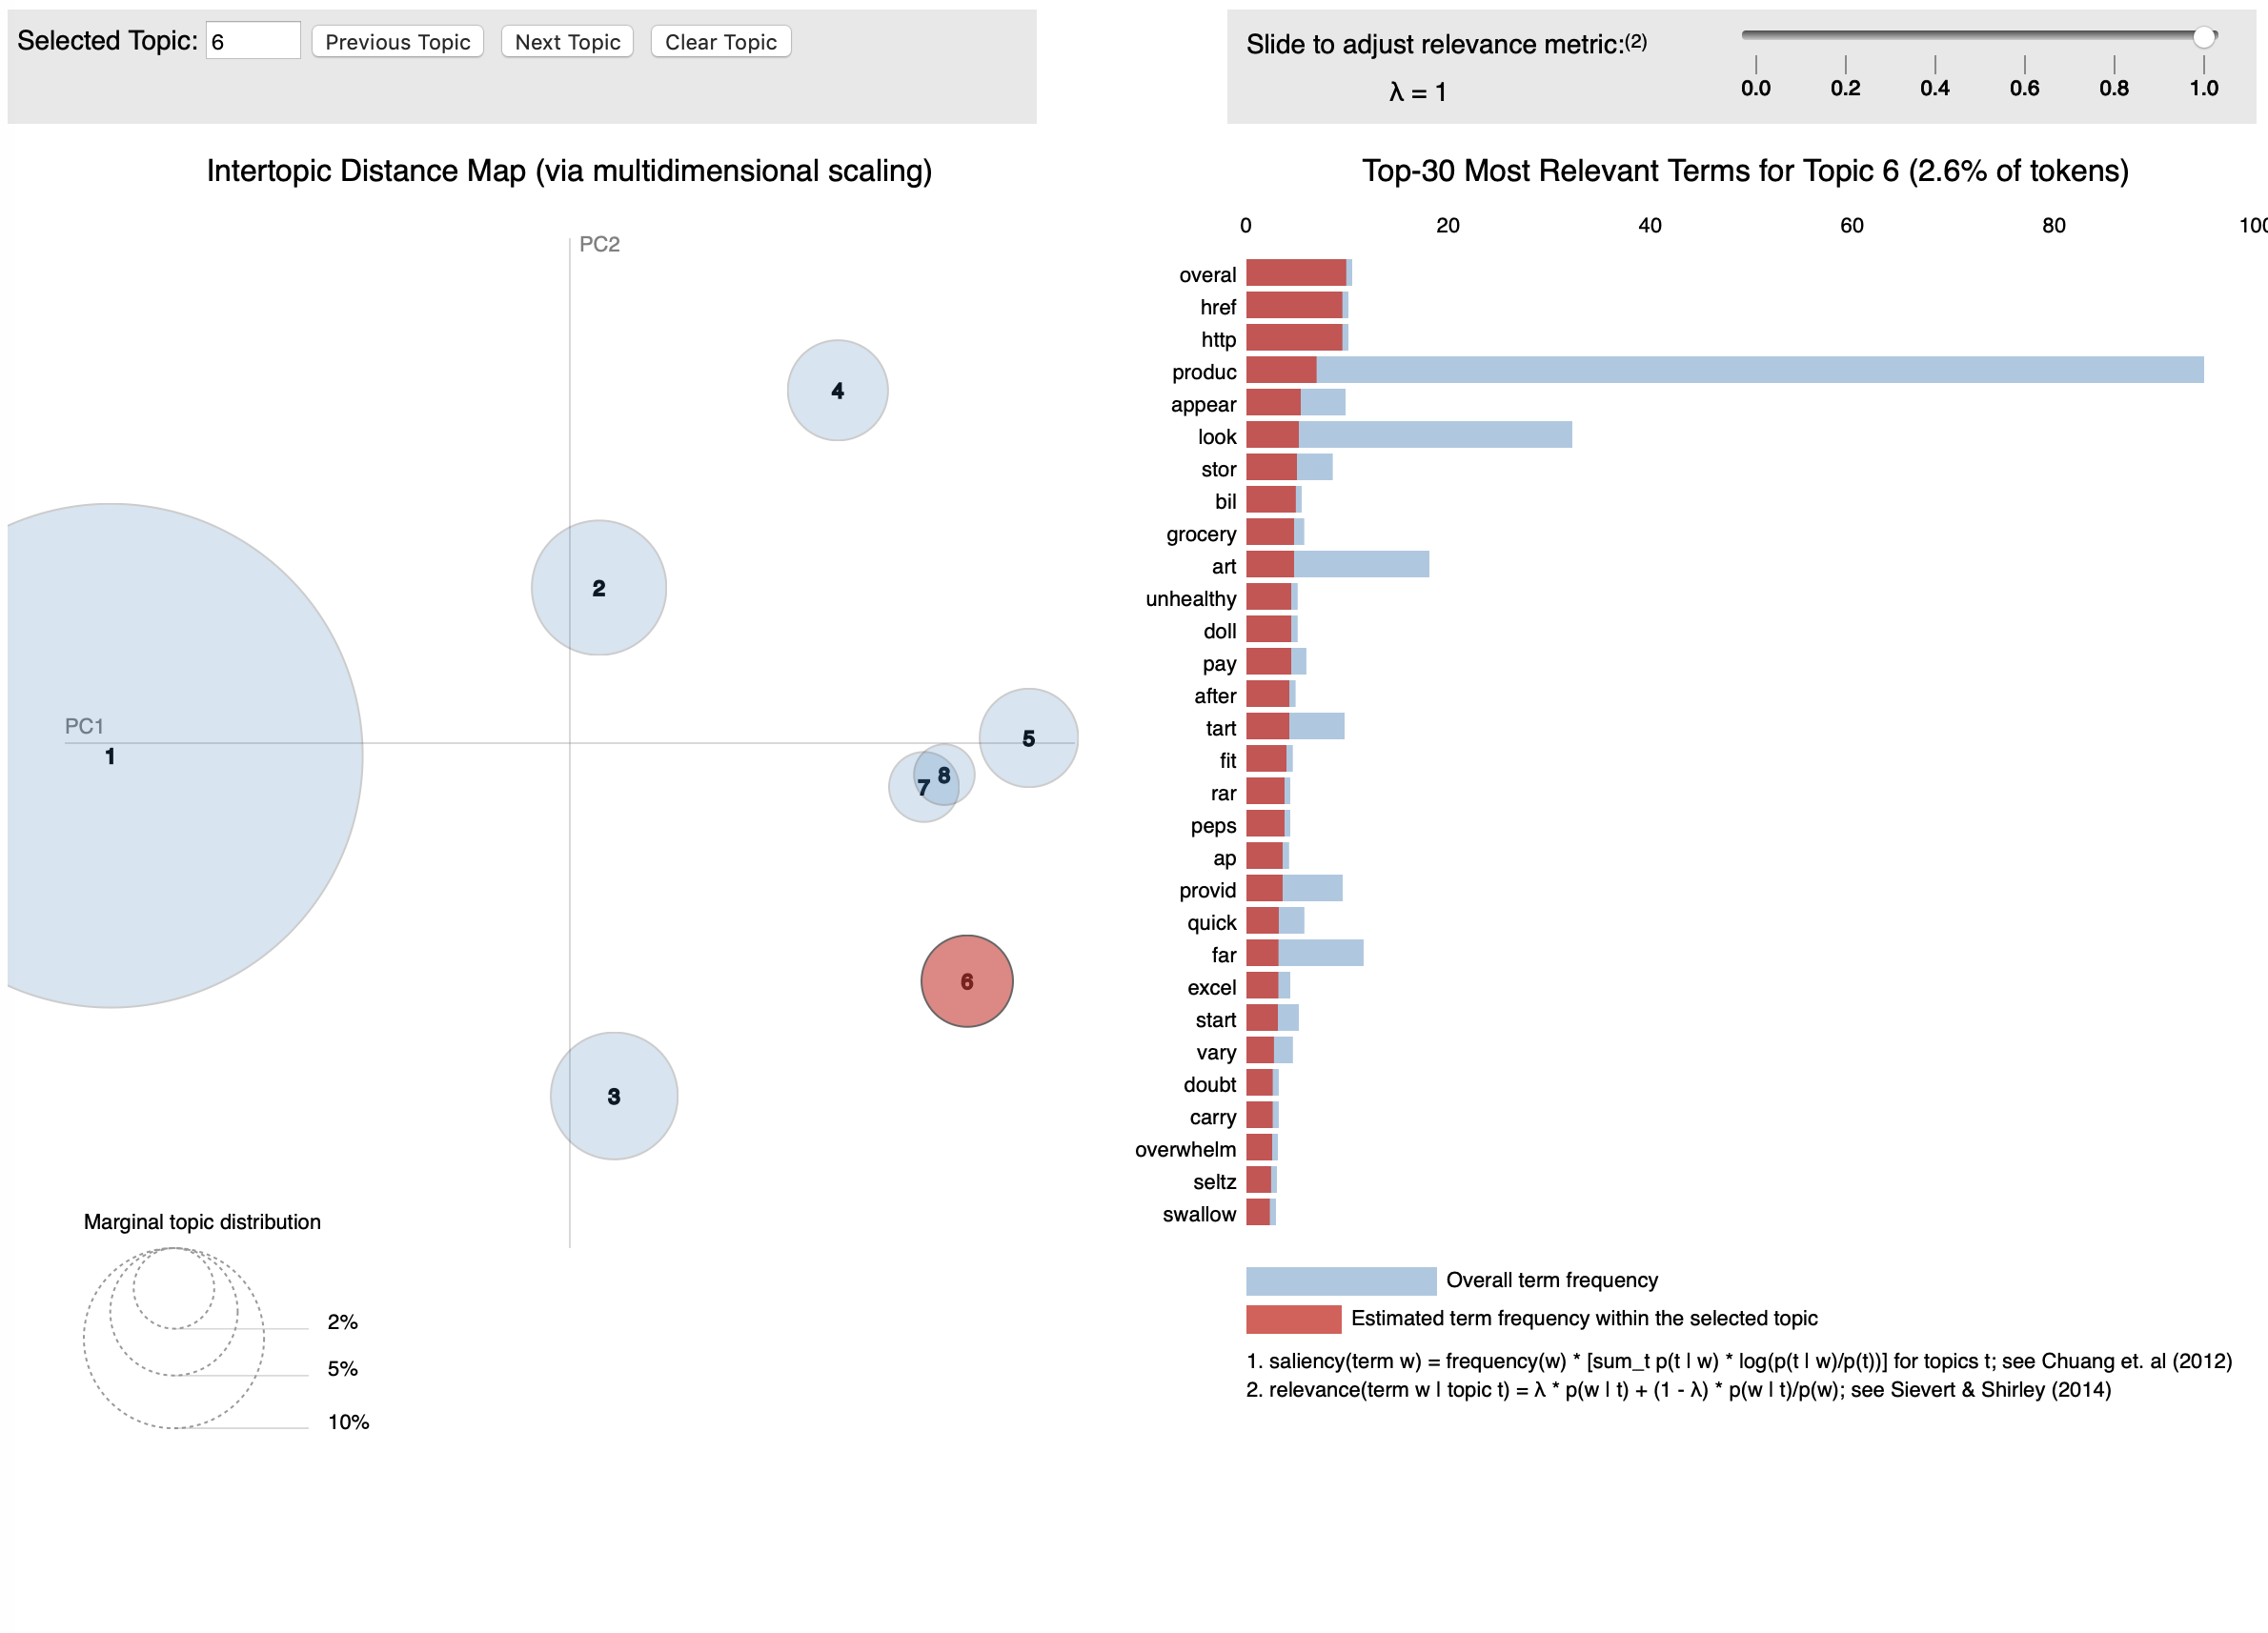 Selected Topic: 6 Previous Topic Next Topic Clear Topic
Slide to adjust relevance metric:(2)
λ = 1
0.0 0.2 0.4 0.6 0.8 1.0
Intertopic Distance Map (via multidimensional scaling)
PC2
PC1
1
2
3
4
5
6
7
8
Marginal topic distribution
2%
5%
10%
Top-30 Most Relevant Terms for Topic 6 (2.6% of tokens)
0 20 40 60 80 100
overal
href
http
produc
appear
look
stor
bil
grocery
art
unhealthy
doll
pay
after
tart
fit
rar
peps
ap
provid
quick
far
excel
start
vary
doubt
carry
overwhelm
seltz
swallow
Overall term frequency
Estimated term frequency within the selected topic
1. saliency(term w) = frequency(w) * [sum_t p(t | w) * log(p(t | w)/p(t))] for topics t; see Chuang et. al (2012)
2. relevance(term w | topic t) = λ * p(w | t) + (1 - λ) * p(w | t)/p(w); see Sievert & Shirley (2014)